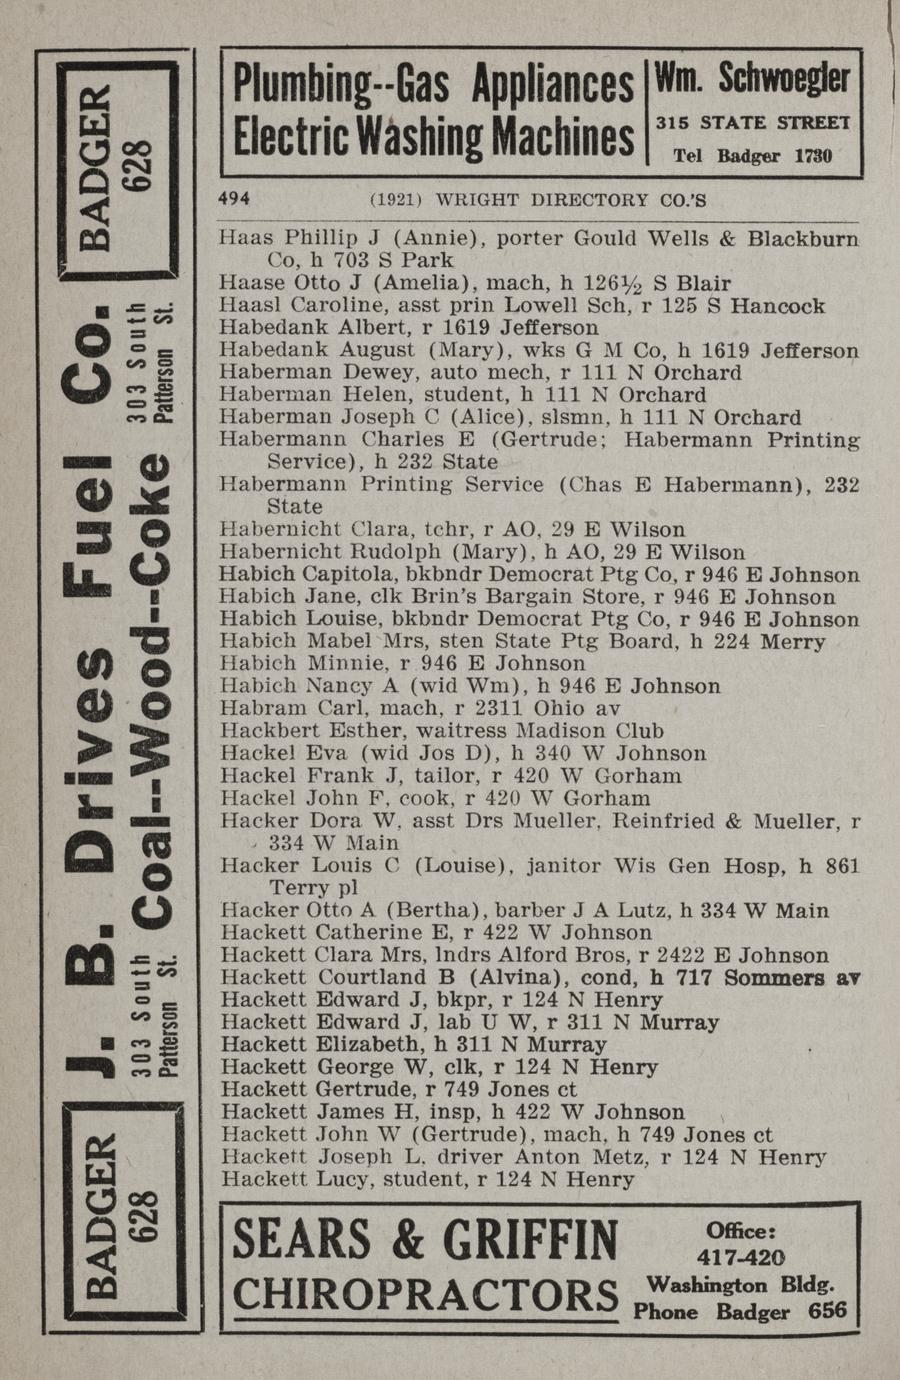 Plumbing--Gas Appliances
Electric Washing Machines
Wm. Schwoegler
315 STATE STREET
Tel Badger 1730
494 (1921) WRIGHT DIRECTORY CO.'S
Haas Phillip J (Annie), porter Gould Wells & Blackburn
Co, h 703 S Park
Haase Otto J (Amelia), mach, h 126½ S Blair
Haasl Caroline, asst prin Lowell Sch, r 125 S Hancock
Habedank Albert, r 1619 Jefferson
Habedank August (Mary), wks G M Co, h 1619 Jefferson
Haberman Dewey, auto mech, r 111 N Orchard
Haberman Helen, student, h 111 N Orchard
Haberman Joseph C (Alice), slsmn, h 111 N Orchard
Habermann Charles E (Gertrude; Habermann Printing
Service), h 232 State
Habermann Printing Service (Chas E Habermann), 232
State
Habernicht Clara, tchr, r AO, 29 E Wilson
Habernicht Rudolph (Mary), h AO, 29 E Wilson
Habich Capitola, bkbndr Democrat Ptg Co, r 946 E Johnson
Habich Jane, clk Brin's Bargain Store, r 946 E Johnson
Habich Louise, bkbndr Democrat Ptg Co, r 946 E Johnson
Habich Mabel Mrs, sten State Ptg Board, h 224 Merry
Habich Minnie, r 946 E Johnson
Habich Nancy A (wid Wm), h 946 E Johnson
Habram Carl, mach, r 2311 Ohio av
Hackbert Esther, waitress Madison Club
Hackel Eva (wid Jos D), h 340 W Johnson
Hackel Frank J, tailor, r 420 W Gorham
Hackel John F, cook, r 420 W Gorham
Hacker Dora W, asst Drs Mueller, Reinfried & Mueller, r
334 W Main
Hacker Louis C (Louise), janitor Wis Gen Hosp, h 861
Terry pl
Hacker Otto A (Bertha), barber J A Lutz, h 334 W Main
Hackett Catherine E, r 422 W Johnson
Hackett Clara Mrs, lndrs Alford Bros, r 2422 E Johnson
Hackett Courtland B (Alvina), cond, h 717 Sommers av
Hackett Edward J, bkpr, r 124 N Henry
Hackett Edward J, lab U W, r 311 N Murray
Hackett Elizabeth, h 311 N Murray
Hackett George W, clk, r 124 N Henry
Hackett Gertrude, r 749 Jones ct
Hackett James H, insp, h 422 W Johnson
Hackett John W (Gertrude), mach, h 749 Jones ct
Hackett Joseph L, driver Anton Metz, r 124 N Henry
Hackett Lucy, student, r 124 N Henry
SEARS & GRIFFIN
CHIROPRACTORS
Office:
417-420
Washington Bldg.
Phone Badger 656
BADGER
628
J. B. Drives Fuel Co.
303 South
Patterson St.
Coal--Wood--Coke
303 South
Patterson St.
BADGER
628